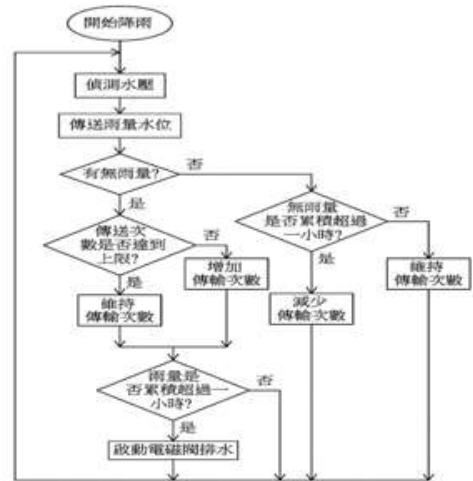 開始降雨
偵測水壓
傳送雨量水位
有無雨量?
否
是
無雨量
是否累積超過
一小時?
否
傳送次
數是否達到
上限?
否
是
增加
傳輸次數
是
維持
傳輸次數
維持
傳輸次數
減少
傳輸次數
雨量是
否累積超過一
小時?
否
是
啟動電磁閥排水